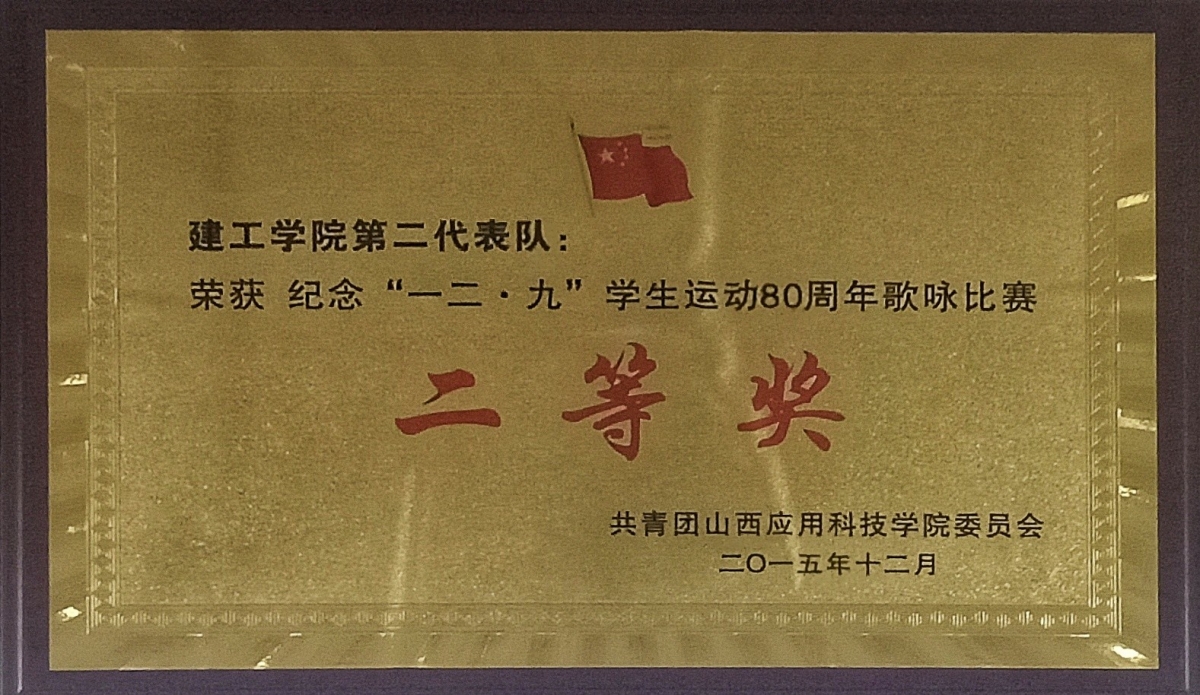 建工学院第二代表队：
荣获 纪念“一二·九”学生运动80周年歌咏比赛
二等奖
共青团山西应用科技学院委员会
二〇一五年十二月